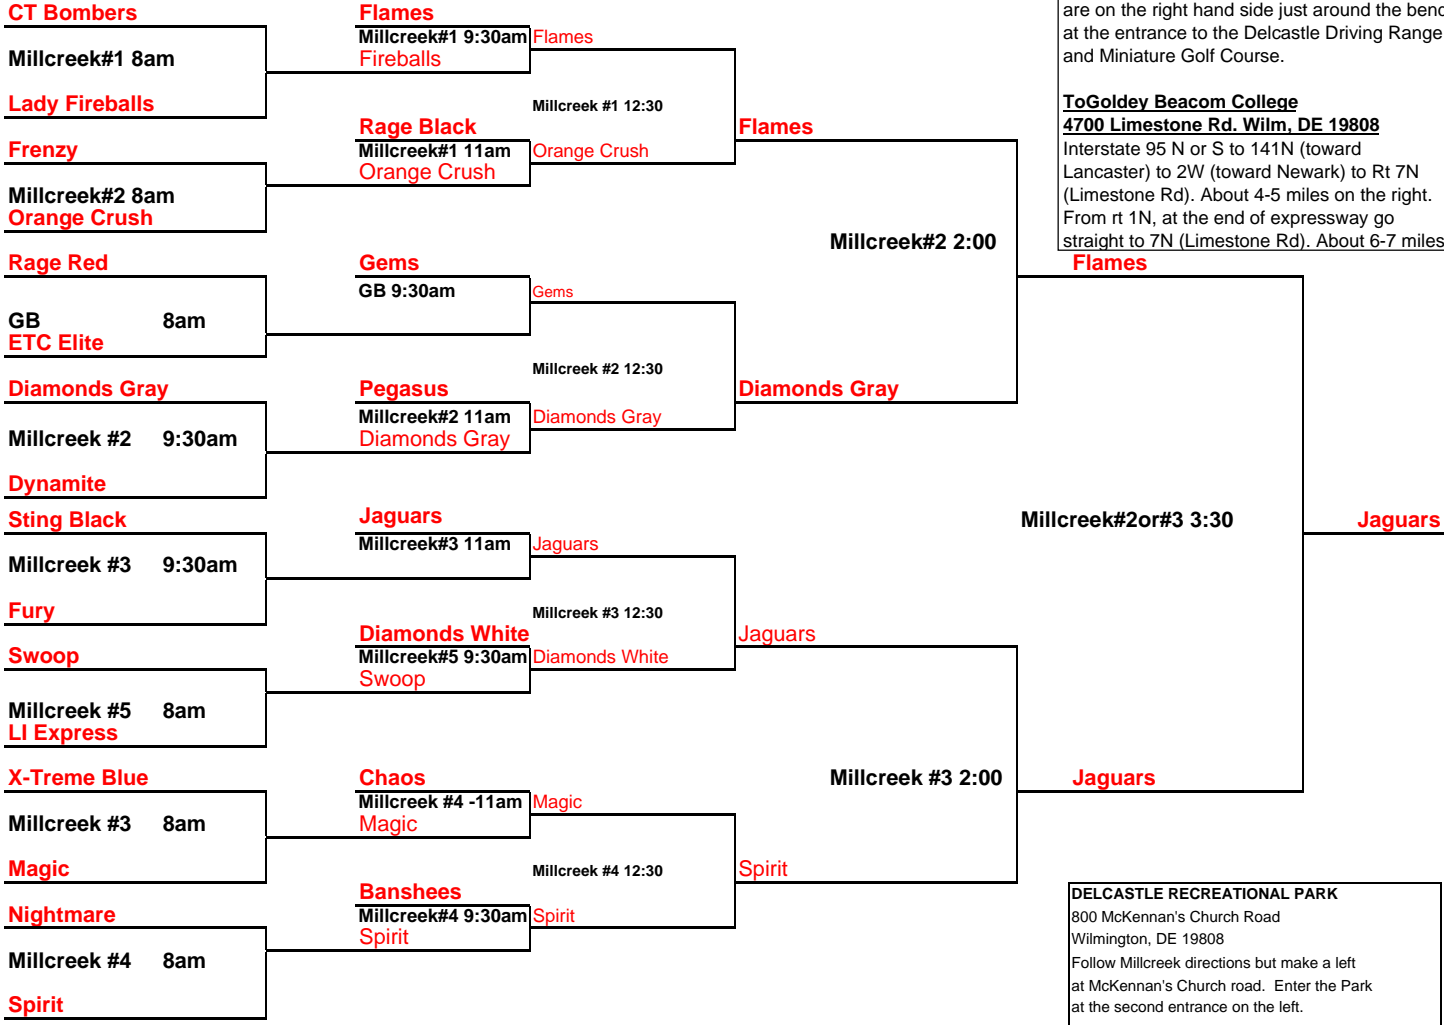 CT Bombers
Millcreek#1 8am
Lady Fireballs
Frenzy
Millcreek#2 8am
Orange Crush
Rage Red
GB 8am
ETC Elite
Diamonds Gray
Millcreek #2 9:30am
Dynamite
Sting Black
Millcreek #3 9:30am
Fury
Swoop
Millcreek #5 8am
LI Express
X-Treme Blue
Millcreek #3 8am
Magic
Nightmare
Millcreek #4 8am
Spirit
Flames
Millcreek#1 9:30am
Fireballs
Rage Black
Millcreek#1 11am
Orange Crush
Gems
GB 9:30am
Pegasus
Millcreek#2 11am
Diamonds Gray
Jaguars
Millcreek#3 11am
Diamonds White
Millcreek#5 9:30am
Swoop
Chaos
Millcreek #4 -11am
Magic
Banshees
Millcreek#4 9:30am
Spirit
Flames
Millcreek #1 12:30
Orange Crush
Gems
Millcreek #2 12:30
Diamonds Gray
Jaguars
Millcreek #3 12:30
Diamonds White
Magic
Millcreek #4 12:30
Spirit
Flames
Millcreek#2 2:00
Diamonds Gray
Jaguars
Millcreek #3 2:00
Spirit
Flames
Millcreek#2or#3 3:30
Jaguars
Jaguars
are on the right hand side just around the benc
at the entrance to the Delcastle Driving Range
and Miniature Golf Course.
ToGoldey Beacom College
4700 Limestone Rd. Wilm, DE 19808
Interstate 95 N or S to 141N (toward
Lancaster) to 2W (toward Newark) to Rt 7N
(Limestone Rd). About 4-5 miles on the right.
From rt 1N, at the end of expressway go
straight to 7N (Limestone Rd). About 6-7 miles
DELCASTLE RECREATIONAL PARK
800 McKennan's Church Road
Wilmington, DE 19808
Follow Millcreek directions but make a left
at McKennan's Church road. Enter the Park
at the second entrance on the left.